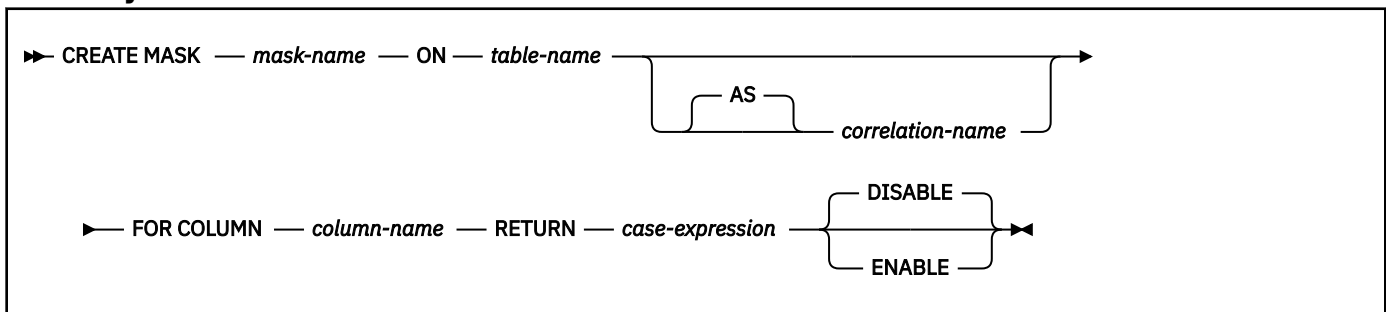 CREATE MASK mask-name ON table-name
AS
correlation-name
DISABLE
FOR COLUMN column-name RETURN case-expression
ENABLE